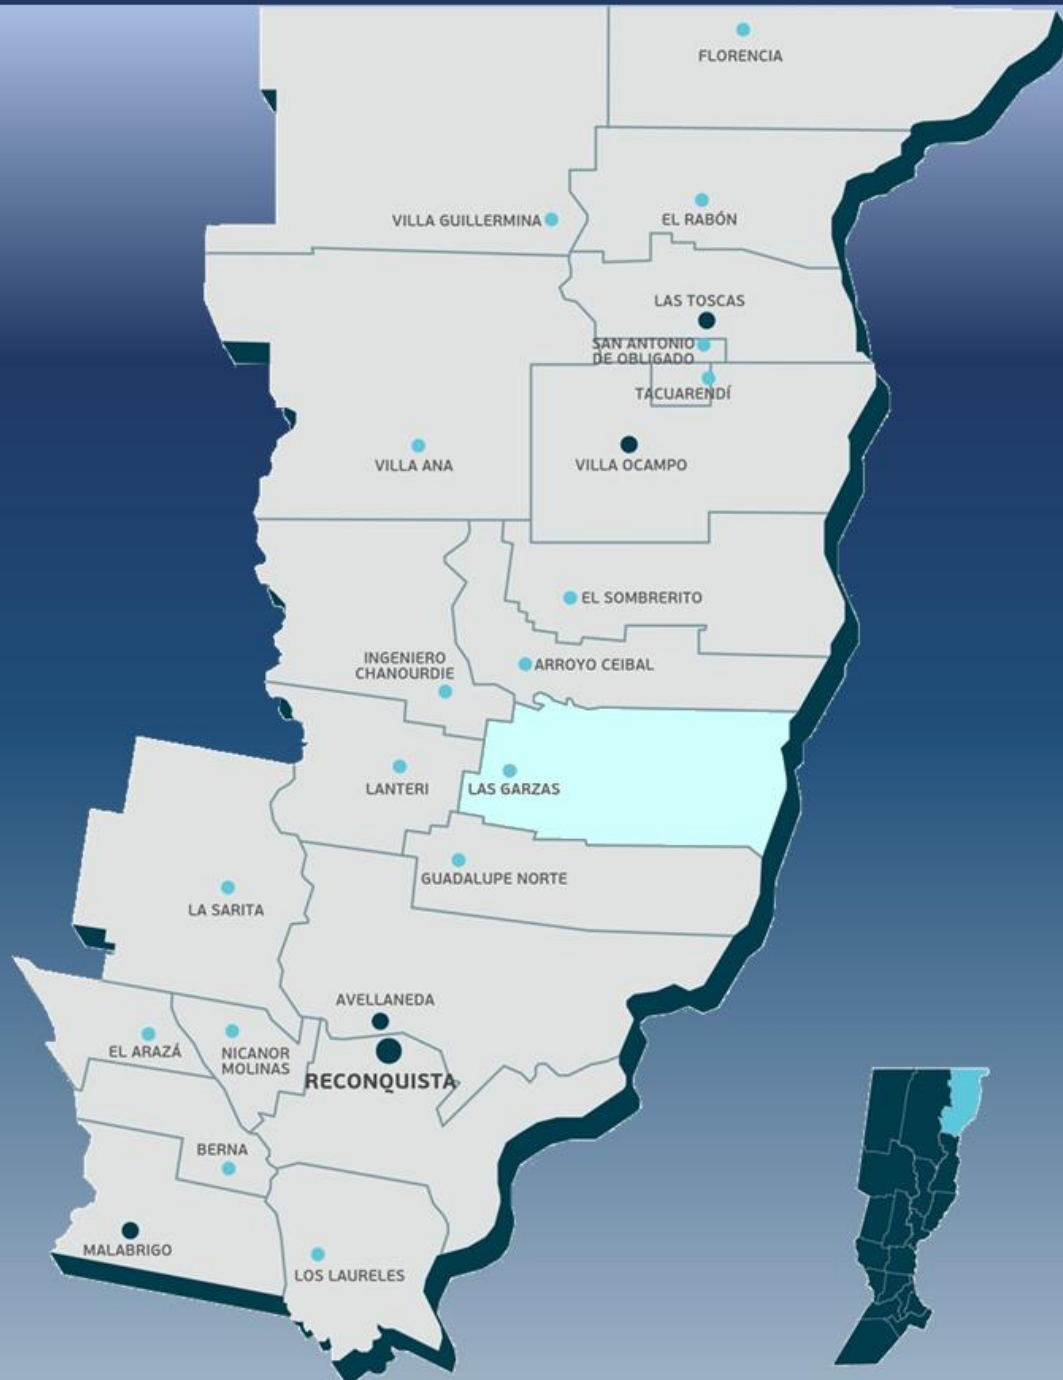 FLORENCIA
VILLA GUILLERMINA
EL RABÓN
LAS TOSCAS
SAN ANTONIO
DE OBLIGADO
TACUARENDÍ
VILLA ANA
VILLA OCAMPO
EL SOMBRERITO
INGENIERO
CHANOURDIE
ARROYO CEIBAL
LANTERI
LAS GARZAS
GUADALUPE NORTE
LA SARITA
AVELLANEDA
EL ARAZÁ
NICANOR
MOLINAS
RECONQUISTA
BERNA
MALABRIGO
LOS LAURELES